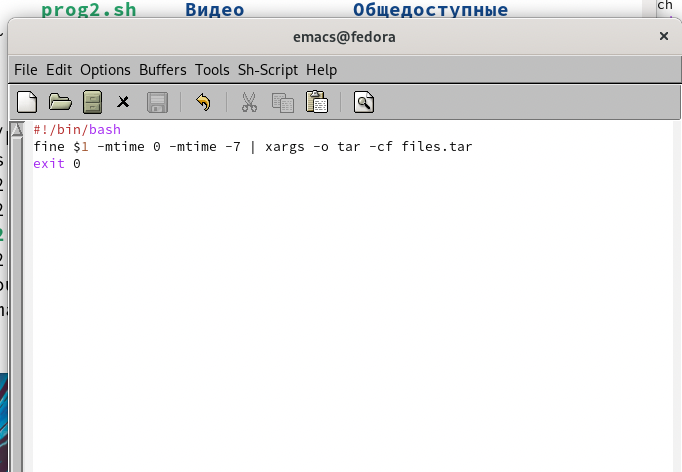 prog2.sh Видео Общедоступные
ch
emacs@fedora
File Edit Options Buffers Tools Sh-Script Help
#!/bin/bash
fine $1 -mtime 0 -mtime -7 | xargs -o tar -cf files.tar
exit 0